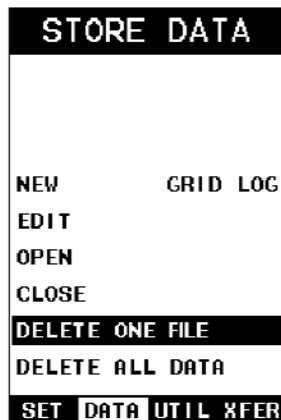 STORE DATA
NEW GRID LOG
EDIT
OPEN
CLOSE
DELETE ONE FILE
DELETE ALL DATA
SET DATA UTIL XFER